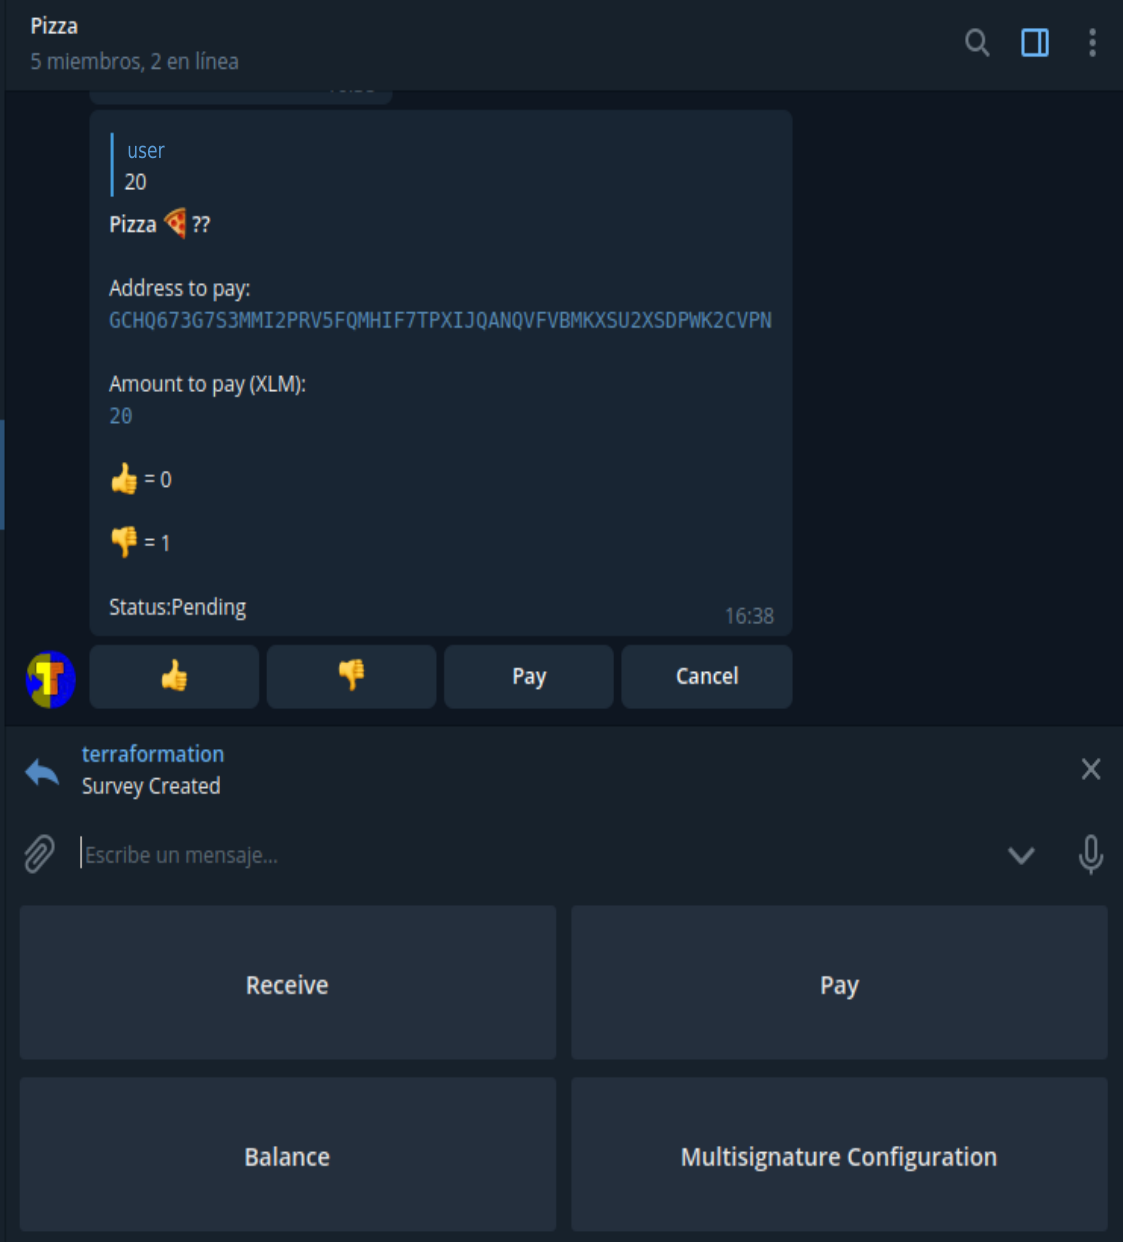 Pizza
5 miembros, 2 en línea
user
20
Pizza 🍕 ??
Address to pay:
GCHQ673G7S3MMI2PRV5FQMHIF7TPXIJQANQVFVBMKXSU2XSDPWK2CVPN
Amount to pay (XLM):
20
👍 = 0
👎 = 1
Status:Pending
16:38
👍 👎 Pay Cancel
terraformation
Survey Created
Escribe un mensaje...
Receive Pay
Balance Multisignature Configuration